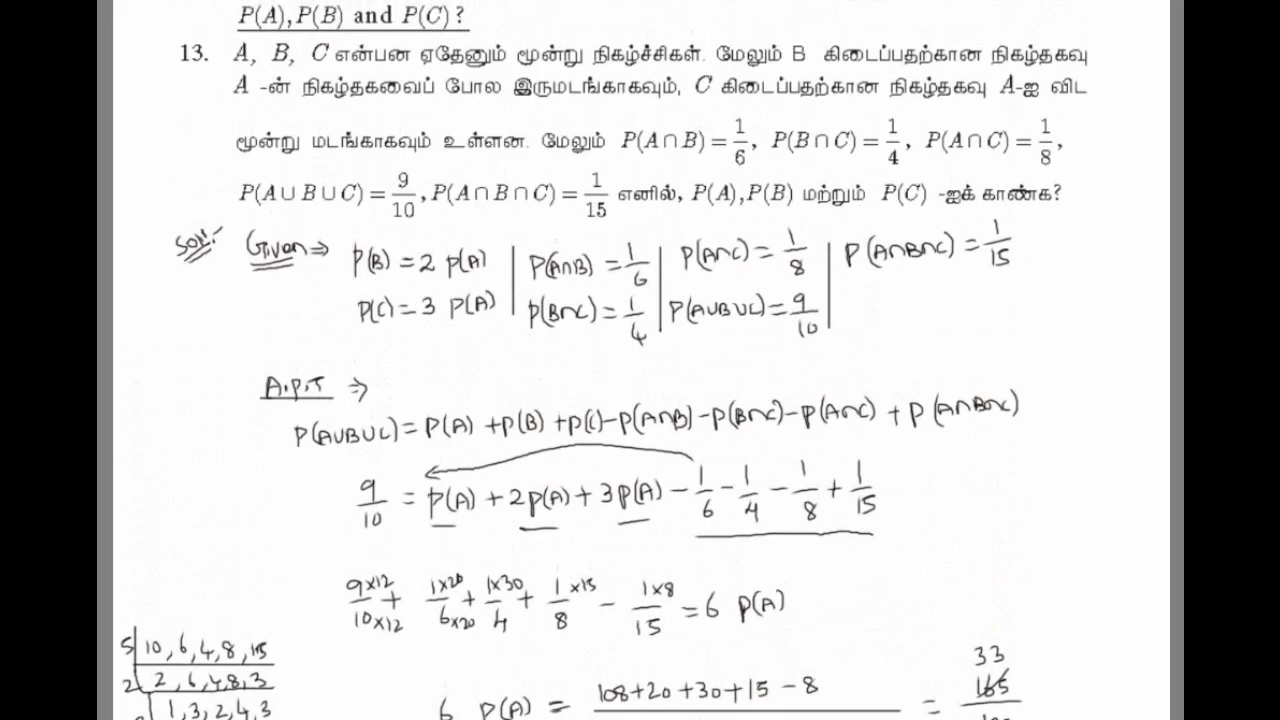 P(A), P(B) and P(C)?
13. A, B, C என்பன ஏதேனும் மூன்று நிகழ்ச்சிகள். மேலும் B கிடைப்பதற்கான நிகழ்தகவு
A -ன் நிகழ்தகவைப் போல இருமடங்காகவும், C கிடைப்பதற்கான நிகழ்தகவு A-ஐ விட
மூன்று மடங்காகவும் உள்ளன. மேலும் P(A∩B) = 1/6, P(B∩C) = 1/4, P(A∩C) = 1/8,
P(A∪B∪C) = 9/10, P(A∩B∩C) = 1/15 எனில், P(A), P(B) மற்றும் P(C) -ஐக் காண்க?
Soln:- Given ⇒ P(B) = 2 P(A) | P(A∩B) = 1/6 | P(A∩C) = 1/8 | P(A∩B∩C) = 1/15
P(C) = 3 P(A) | P(B∩C) = 1/4 | P(A∪B∪C) = 9/10
A.P.T ⇒
P(A∪B∪C) = P(A) + P(B) + P(C) - P(A∩B) - P(B∩C) - P(A∩C) + P(A∩B∩C)
9/10 = P(A) + 2P(A) + 3P(A) - 1/6 - 1/4 - 1/8 + 1/15
9×12/10×12 + 1×20/6×20 + 1×30/4 + 1×15/8 - 1×8/15 = 6 P(A)
5 | 10, 6, 4, 8, 15
2 | 2, 6, 4, 8, 3
1, 3, 2, 4, 3
6 P(A) = 108+20+30+15-8 = 33 165